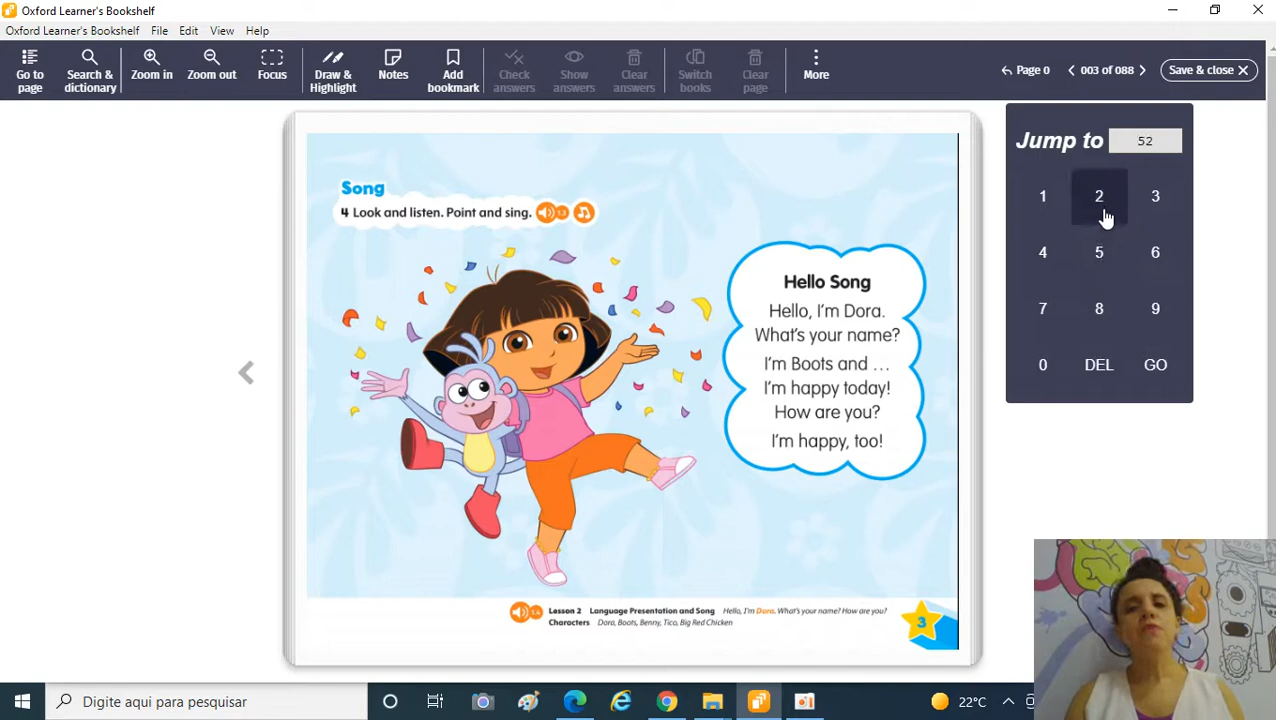 Oxford Learner's Bookshelf
Oxford Learner's Bookshelf File Edit View Help
Go to page
Search & dictionary
Zoom in
Zoom out
Focus
Draw & Highlight
Notes
Add bookmark
Check answers
Show answers
Clear answers
Switch books
Clear page
More
Page 0
003 of 088
Save & close
Jump to 52
1 2 3
4 5 6
7 8 9
0 DEL GO
Song
4 Look and listen. Point and sing. 1.3
Hello Song
Hello, I'm Dora.
What's your name?
I'm Boots and ...
I'm happy today!
How are you?
I'm happy, too!
1.4 Lesson 2 Language Presentation and Song Hello, I'm Dora. What's your name? How are you?
Characters Dora, Boots, Benny, Tico, Big Red Chicken
3
Digite aqui para pesquisar
22°C